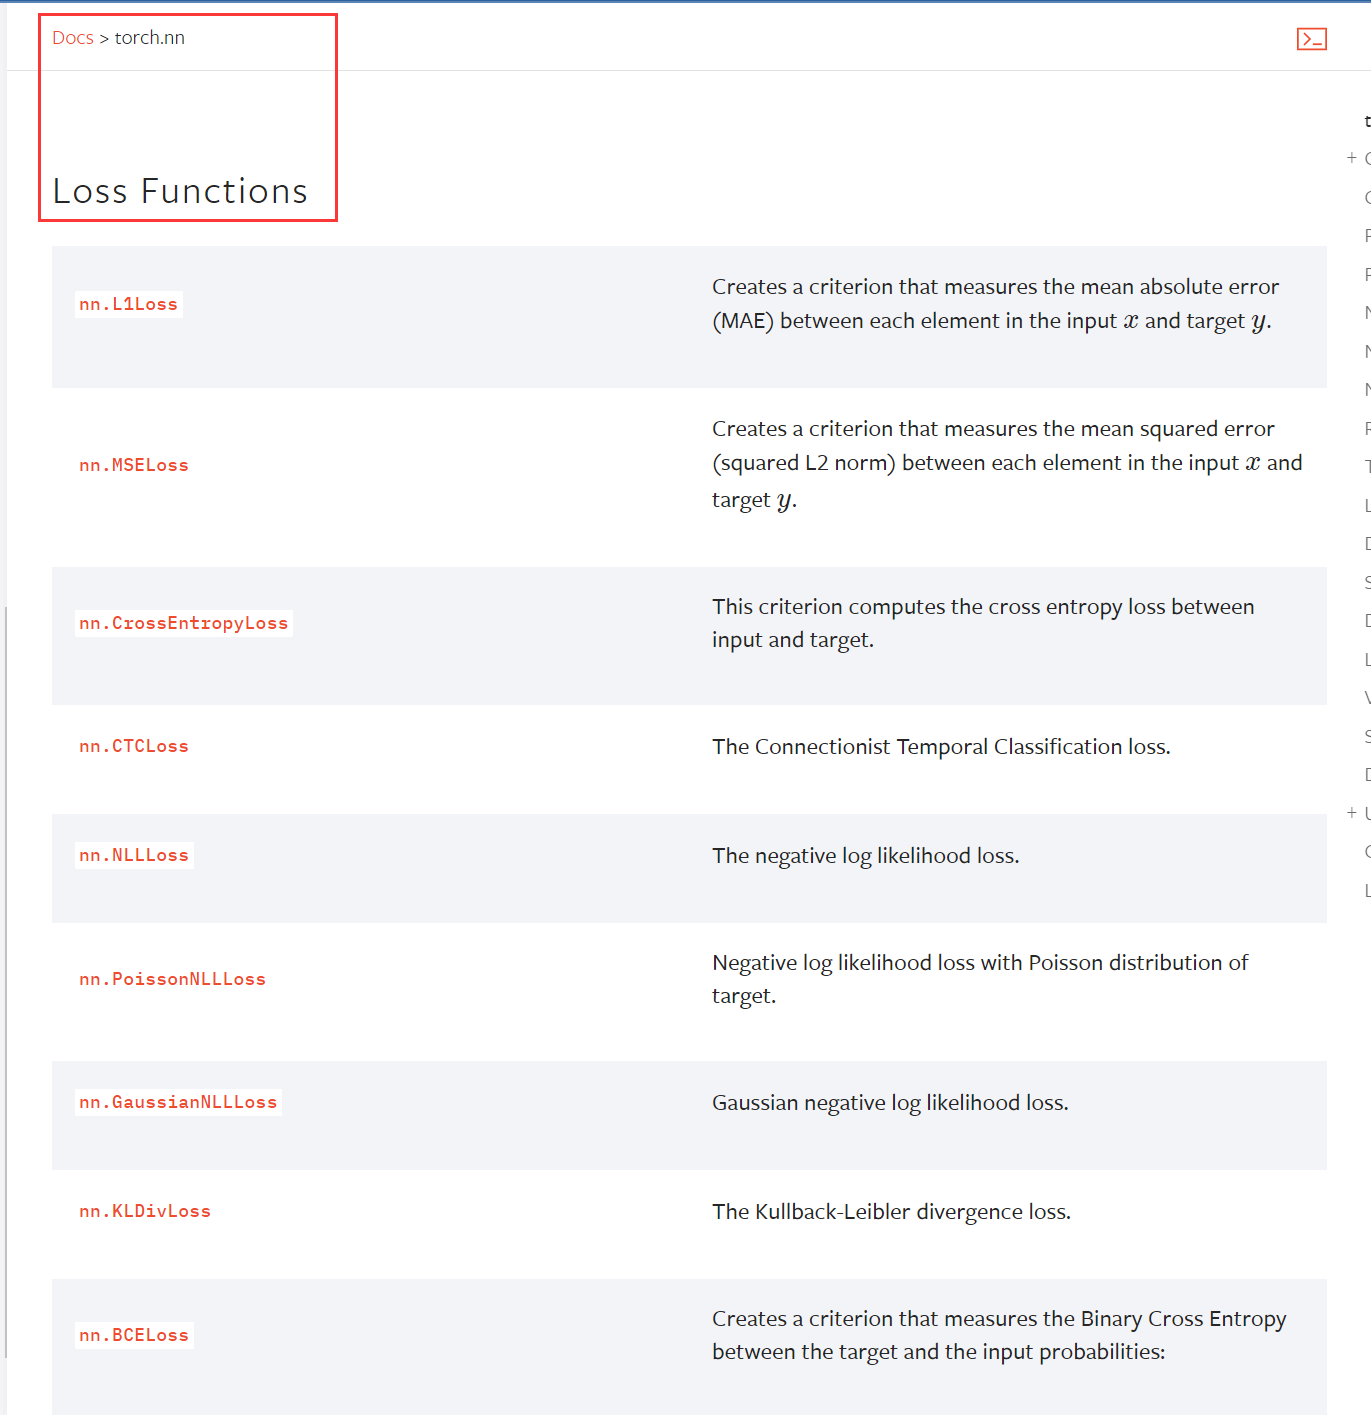 Docs > torch.nn
Loss Functions
nn.L1Loss
Creates a criterion that measures the mean absolute error
(MAE) between each element in the input x and target y.
nn.MSELoss
Creates a criterion that measures the mean squared error
(squared L2 norm) between each element in the input x and
target y.
nn.CrossEntropyLoss
This criterion computes the cross entropy loss between
input and target.
nn.CTCLoss
The Connectionist Temporal Classification loss.
nn.NLLLoss
The negative log likelihood loss.
nn.PoissonNLLLoss
Negative log likelihood loss with Poisson distribution of
target.
nn.GaussianNLLLoss
Gaussian negative log likelihood loss.
nn.KLDivLoss
The Kullback-Leibler divergence loss.
nn.BCELoss
Creates a criterion that measures the Binary Cross Entropy
between the target and the input probabilities: